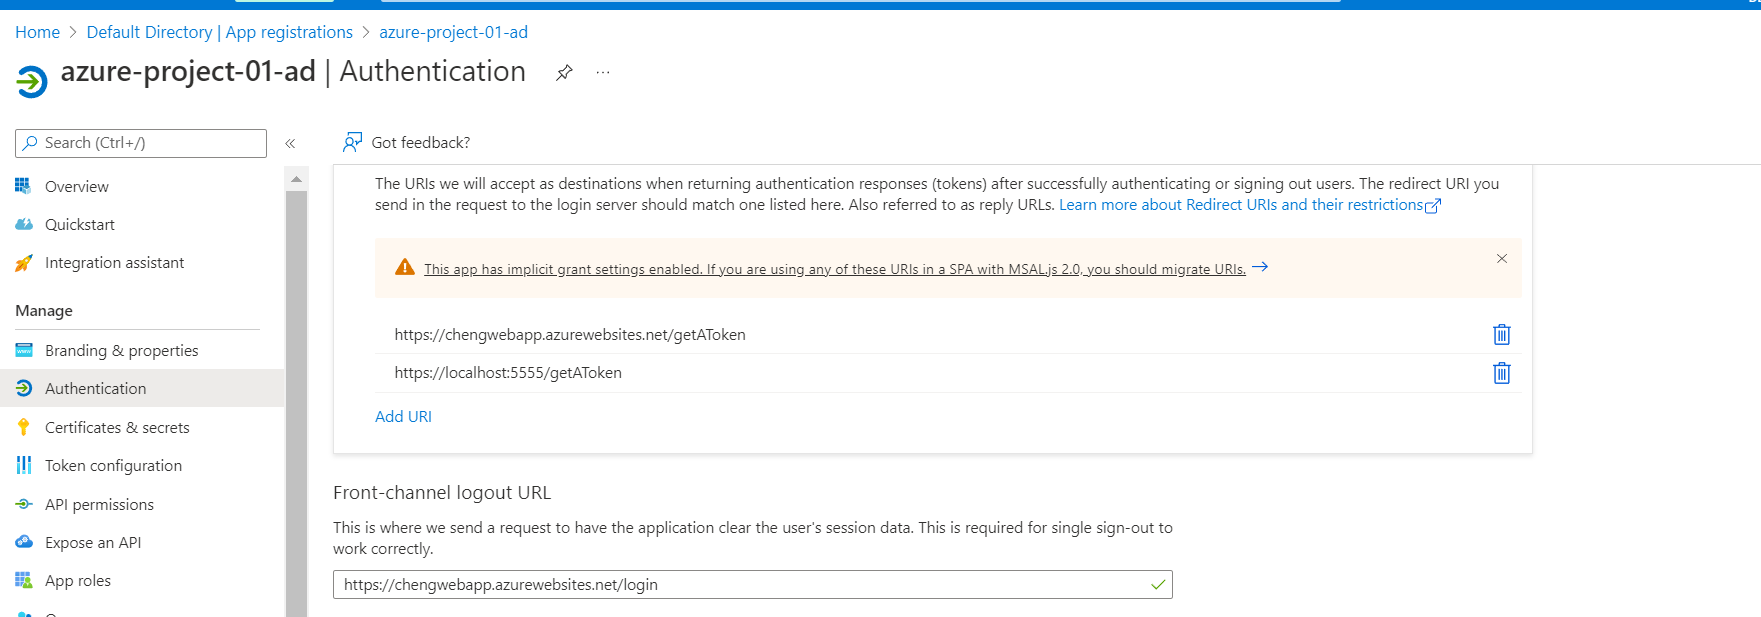 Home > Default Directory | App registrations > azure-project-01-ad
azure-project-01-ad | Authentication
Search (Ctrl+/)
Overview
Quickstart
Integration assistant
Manage
Branding & properties
Authentication
Certificates & secrets
Token configuration
API permissions
Expose an API
App roles
Got feedback?
The URIs we will accept as destinations when returning authentication responses (tokens) after successfully authenticating or signing out users. The redirect URI you
send in the request to the login server should match one listed here. Also referred to as reply URLs. Learn more about Redirect URIs and their restrictions
This app has implicit grant settings enabled. If you are using any of these URIs in a SPA with MSAL.js 2.0, you should migrate URIs.
https://chengwebapp.azurewebsites.net/getAToken
https://localhost:5555/getAToken
Add URI
Front-channel logout URL
This is where we send a request to have the application clear the user's session data. This is required for single sign-out to
work correctly.
https://chengwebapp.azurewebsites.net/login